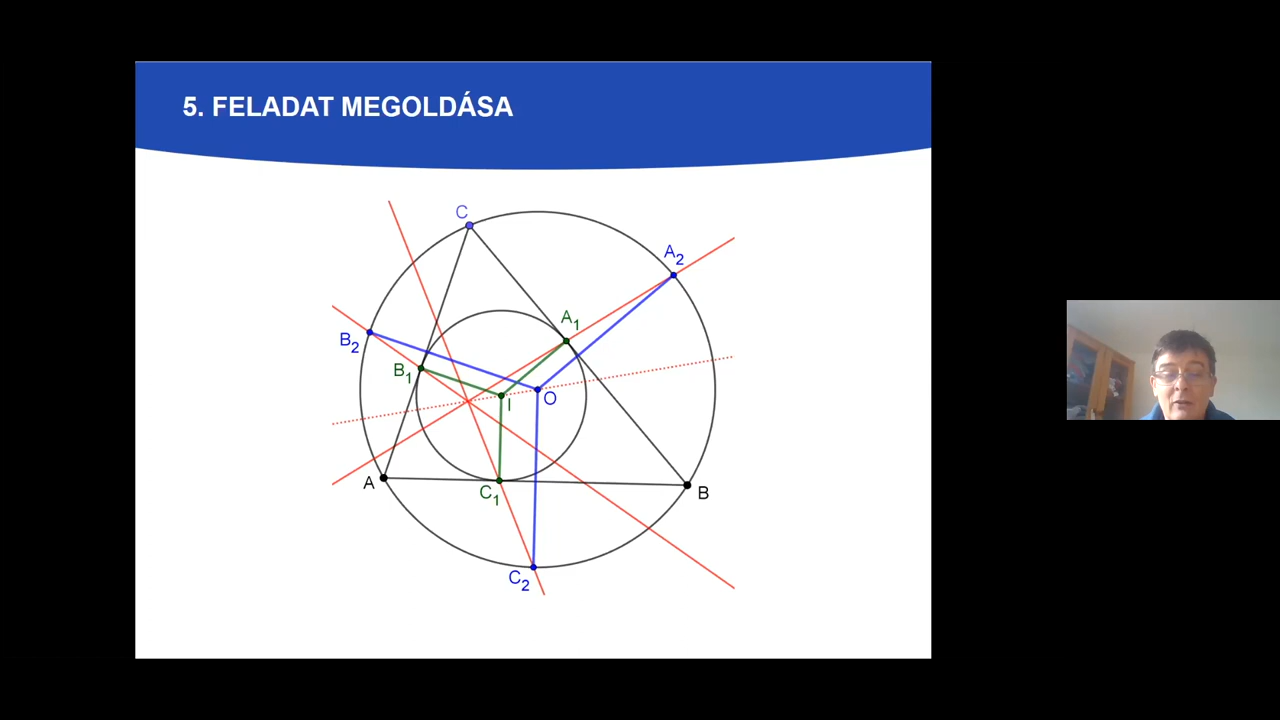 5. FELADAT MEGOLDÁSA
C
A₂
A₁
B₂
B₁
I
O
A
C₁
B
C₂